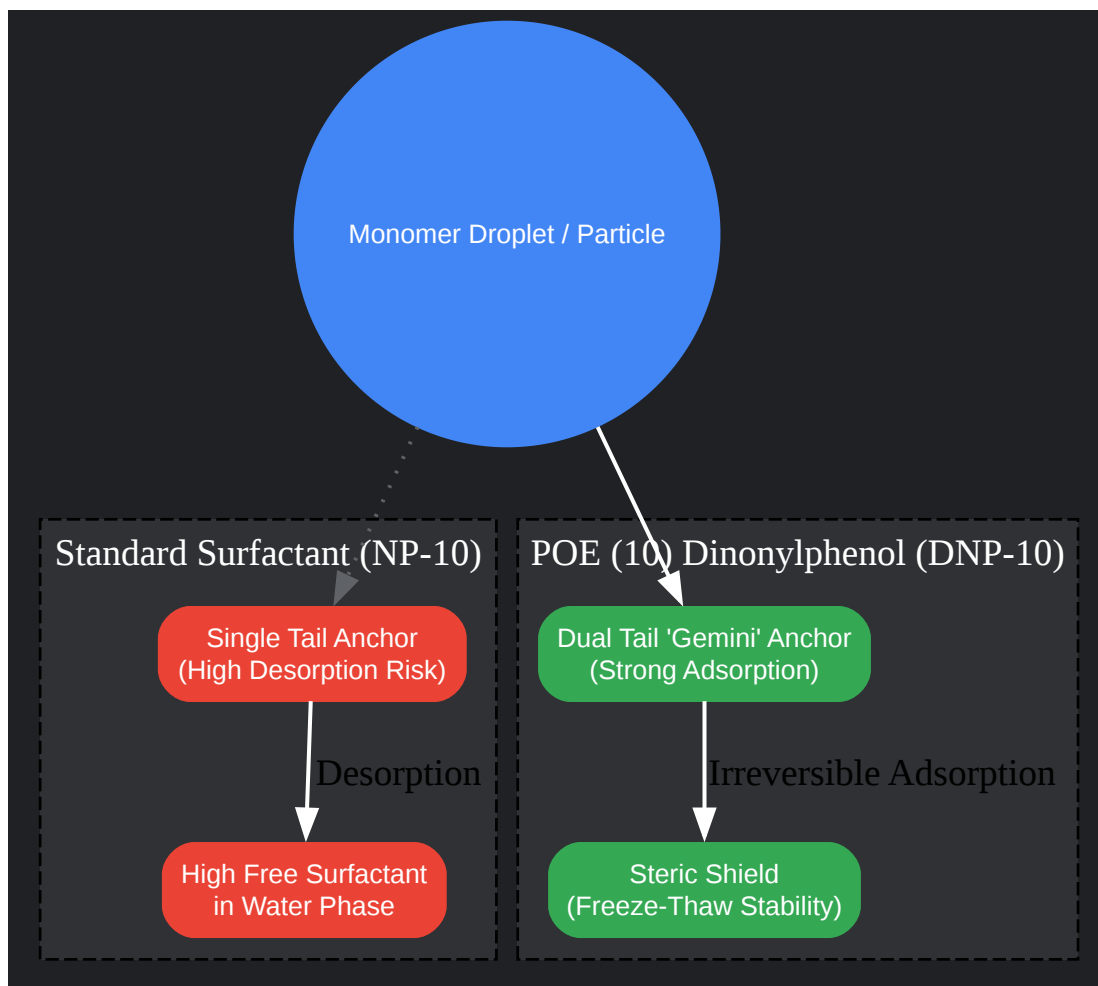 Monomer Droplet / Particle
Standard Surfactant (NP-10)
Single Tail Anchor
(High Desorption Risk)
Desorption
High Free Surfactant
in Water Phase
POE (10) Dinonylphenol (DNP-10)
Dual Tail 'Gemini' Anchor
(Strong Adsorption)
Irreversible Adsorption
Steric Shield
(Freeze-Thaw Stability)